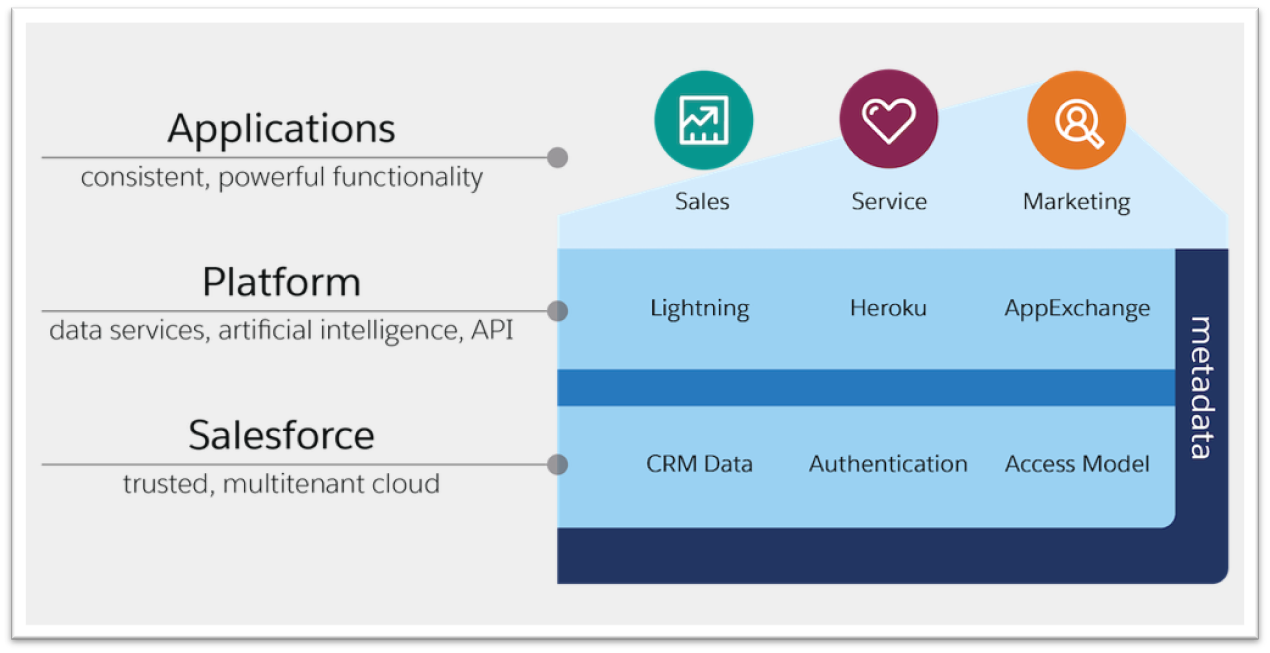 Applications
consistent, powerful functionality
Sales
Service
Marketing
Platform
data services, artificial intelligence, API
Lightning
Heroku
AppExchange
metadata
Salesforce
trusted, multitenant cloud
CRM Data
Authentication
Access Model